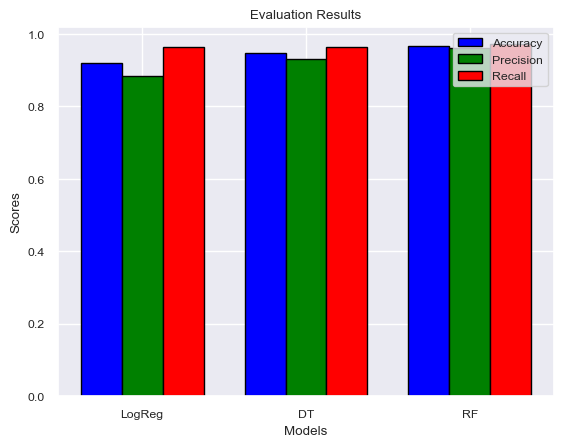 Evaluation Results
Accuracy
Precision
Recall
1.0
0.8
0.6
0.4
0.2
0.0
Scores
LogReg
DT
RF
Models